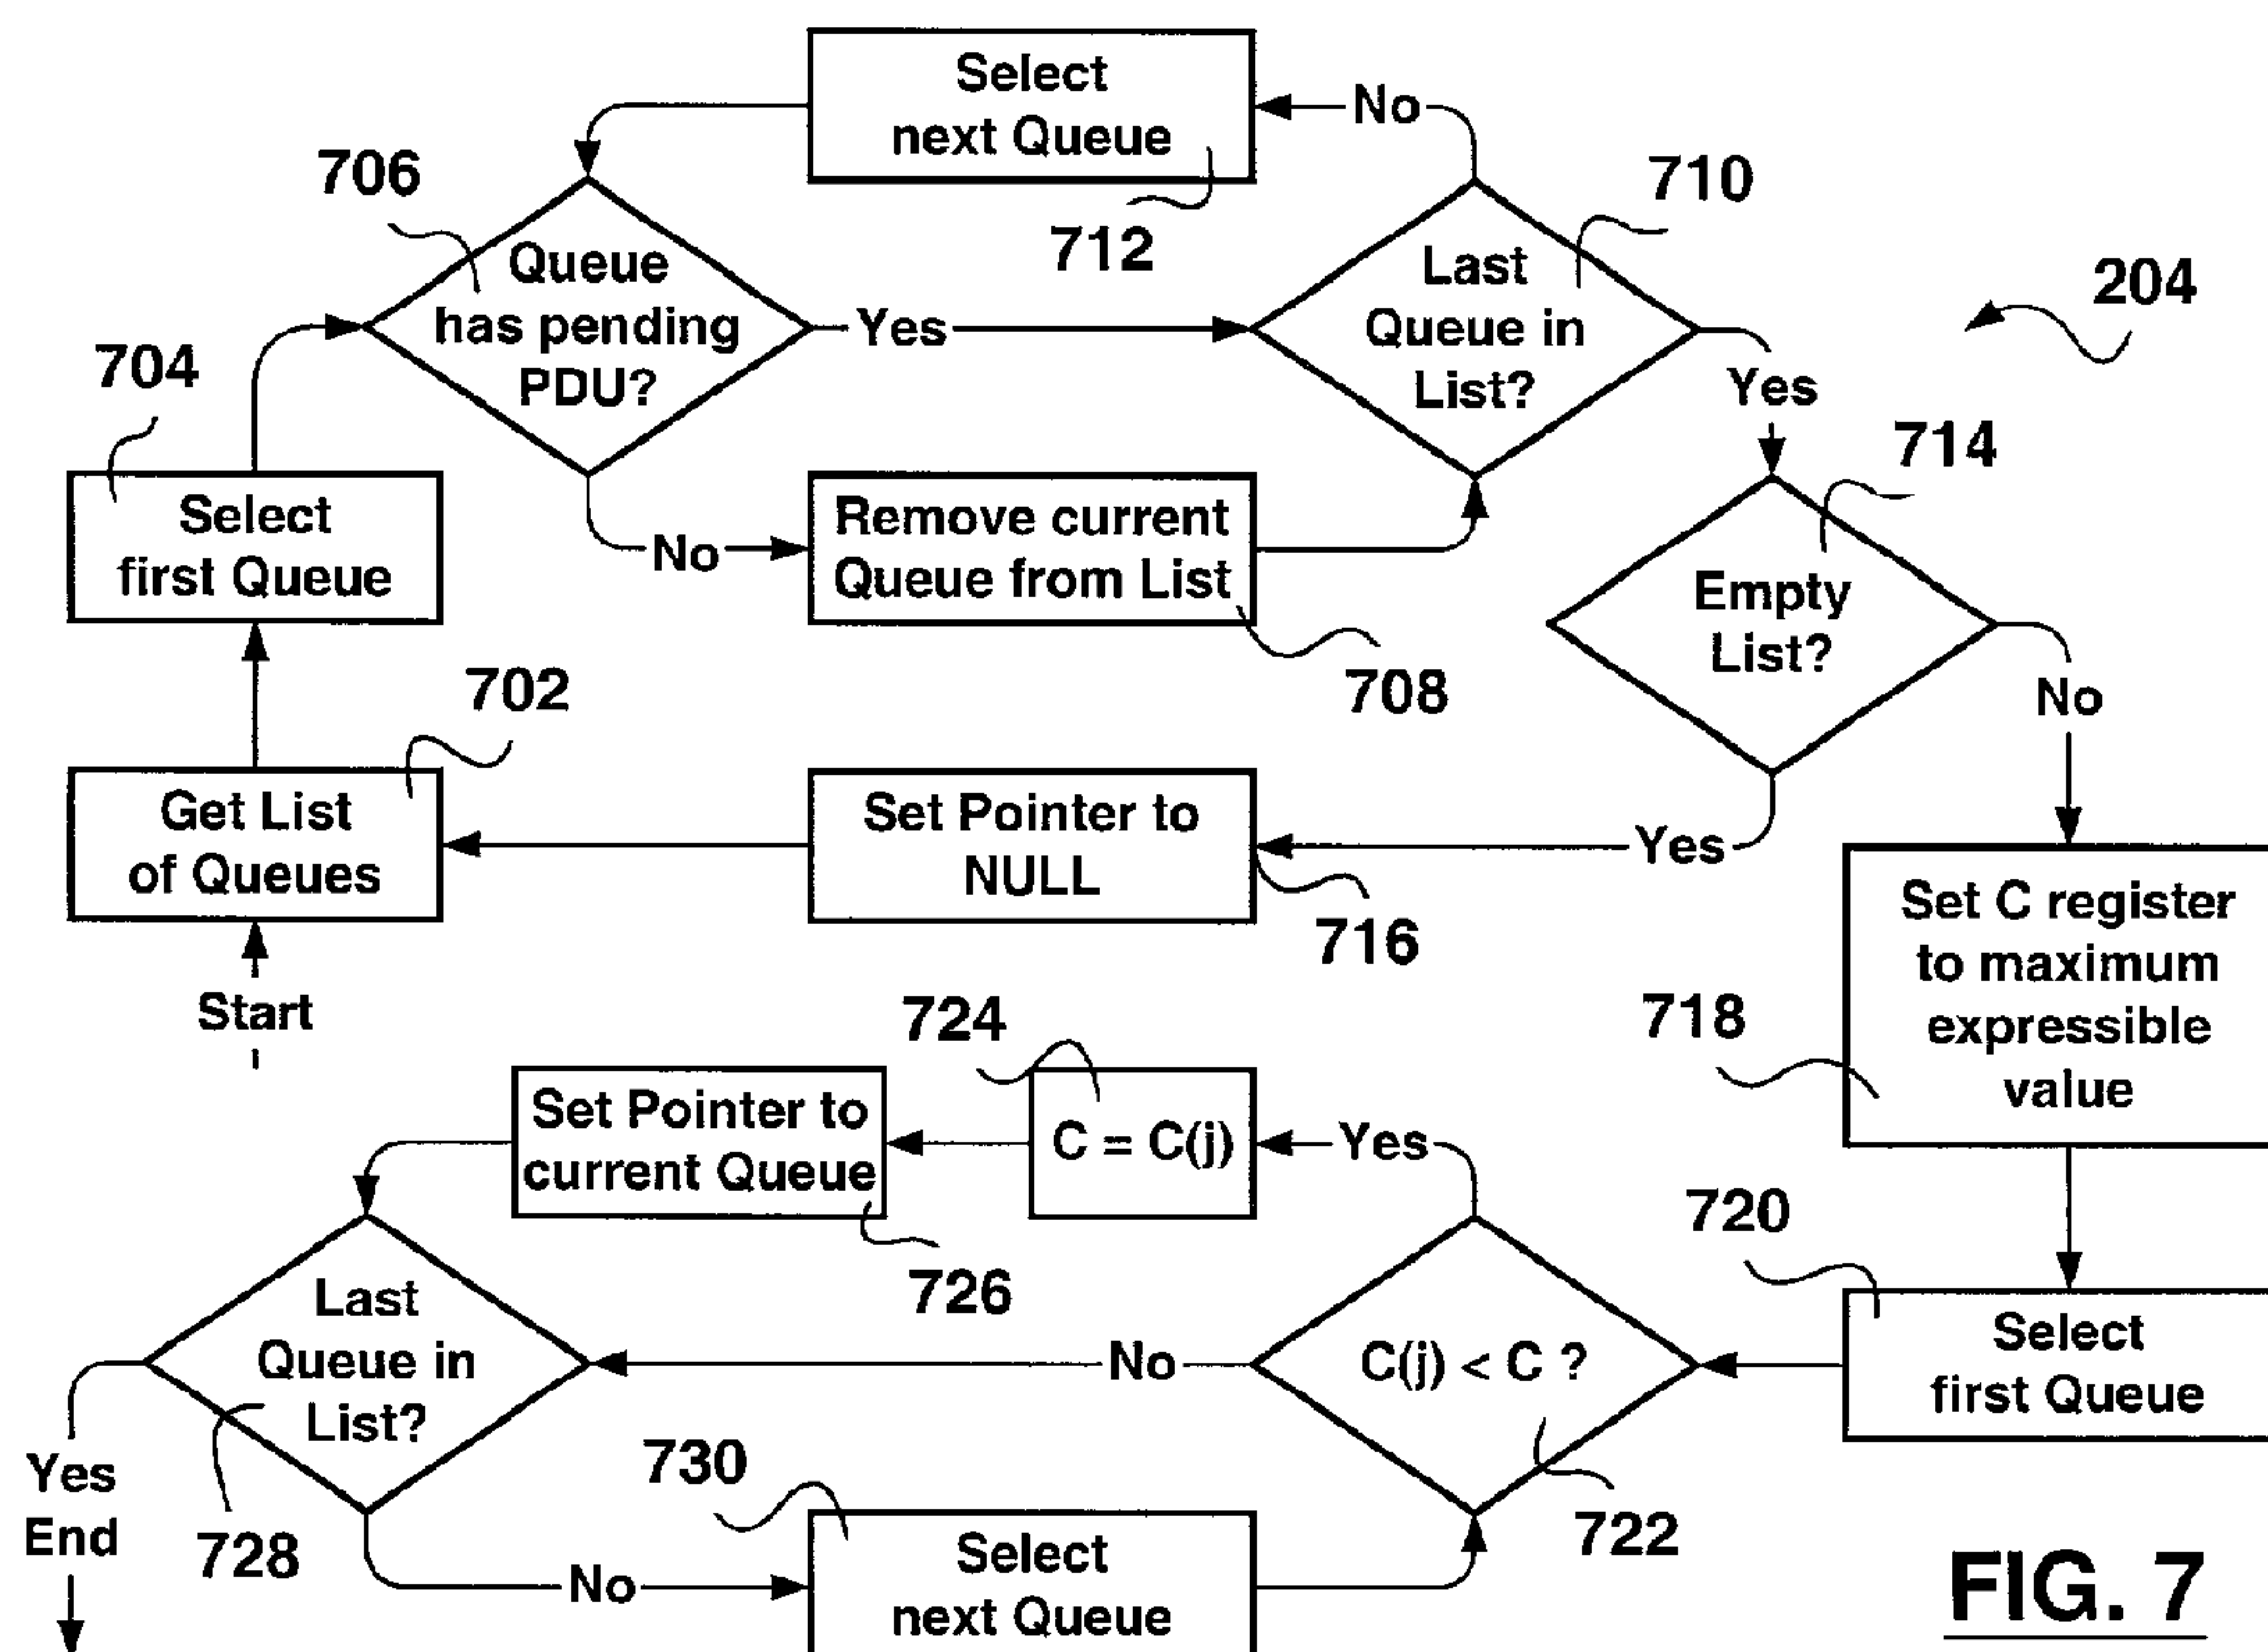 Select
next Queue
No
706
710
712
Queue
has pending
PDU?
Yes
Last
Queue in
List?
204
704
Yes
714
Select
first Queue
No
Remove current
Queue from List
Empty
List?
702
708
No
Get List
of Queues
Set Pointer to
NULL
Yes
716
Set C register
to maximum
expressible
value
718
Start
724
Set Pointer to
current Queue
C = C(j)
Yes
720
726
Last
Queue in
List?
No
C(j) < C ?
Select
first Queue
Yes
End
728
730
722
No
Select
next Queue
FIG. 7